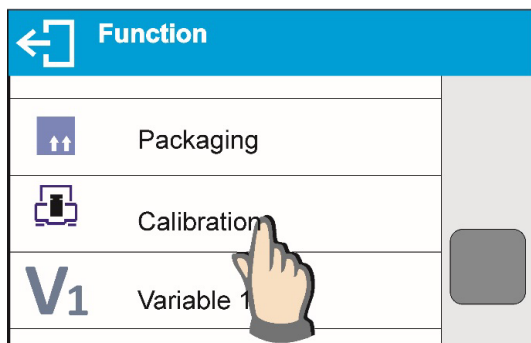 Function
Packaging
Calibration
V1
Variable 1